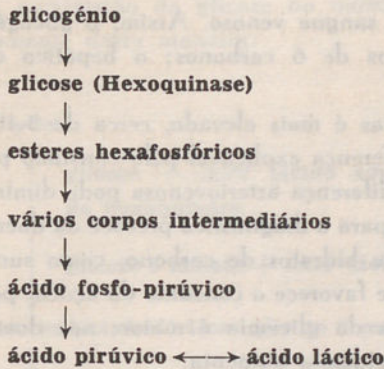 glicogénio
↓
glicose (Hexoquinase)
↓
esteres hexafosfóricos
↓
vários corpos intermediários
↓
ácido fosfo-pirúvico
↓
ácido pirúvico ⟷ ácido láctico